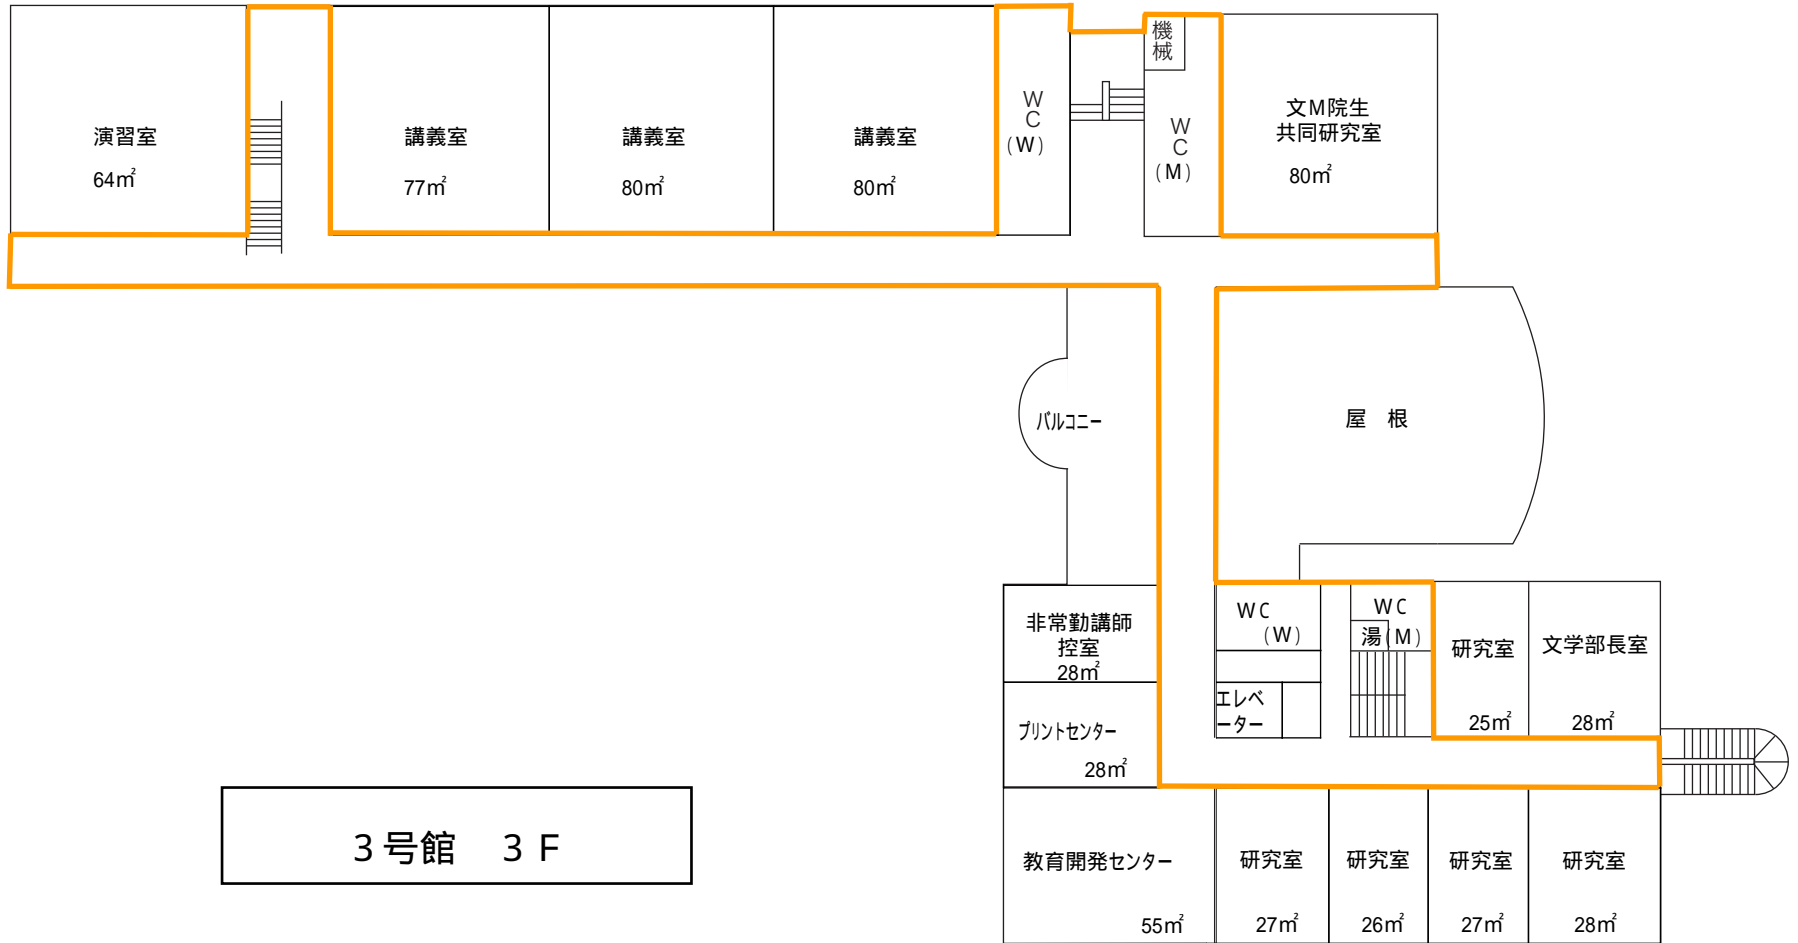 演習室
64㎡
講義室
77㎡
講義室
80㎡
講義室
80㎡
WC
(W)
機械
WC
(M)
文M院生
共同研究室
80㎡
バルコニー
屋 根
非常勤講師
控室
28㎡
プリントセンター
28㎡
WC
(W)
エレベ
ーター
WC
湯(M)
研究室
25㎡
文学部長室
28㎡
教育開発センター
55㎡
研究室
27㎡
研究室
26㎡
研究室
27㎡
研究室
28㎡
３号館 ３Ｆ